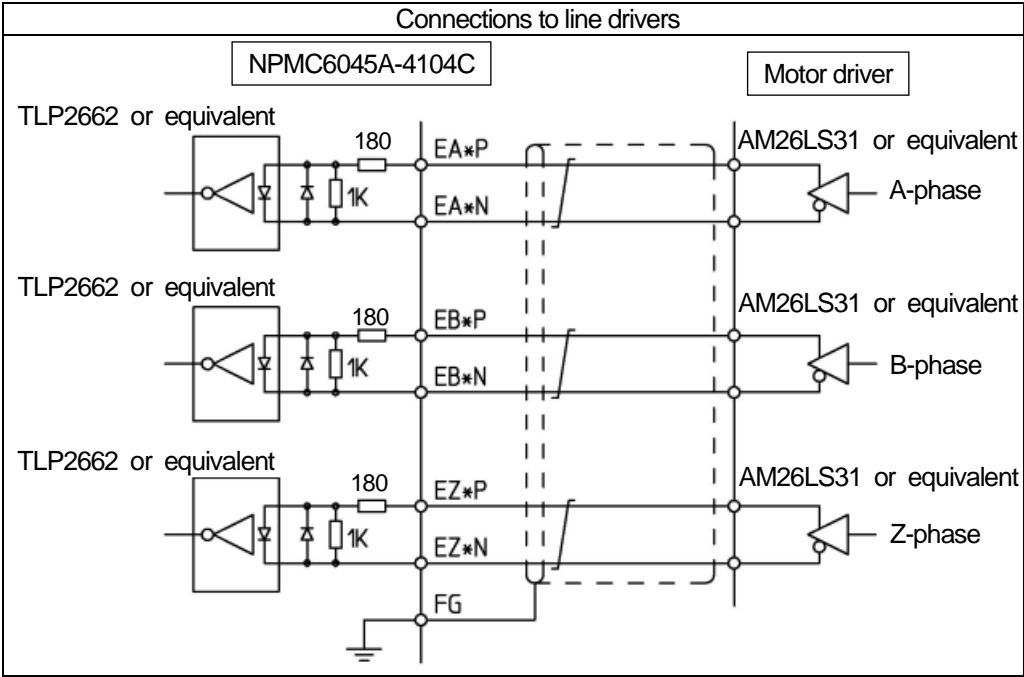 Connections to line drivers
NPMC6045A-4104C
Motor driver
TLP2662 or equivalent
180
EA*P
AM26LS31 or equivalent
1K
A-phase
EA*N
TLP2662 or equivalent
180
EB*P
AM26LS31 or equivalent
1K
B-phase
EB*N
TLP2662 or equivalent
180
EZ*P
AM26LS31 or equivalent
1K
Z-phase
EZ*N
FG